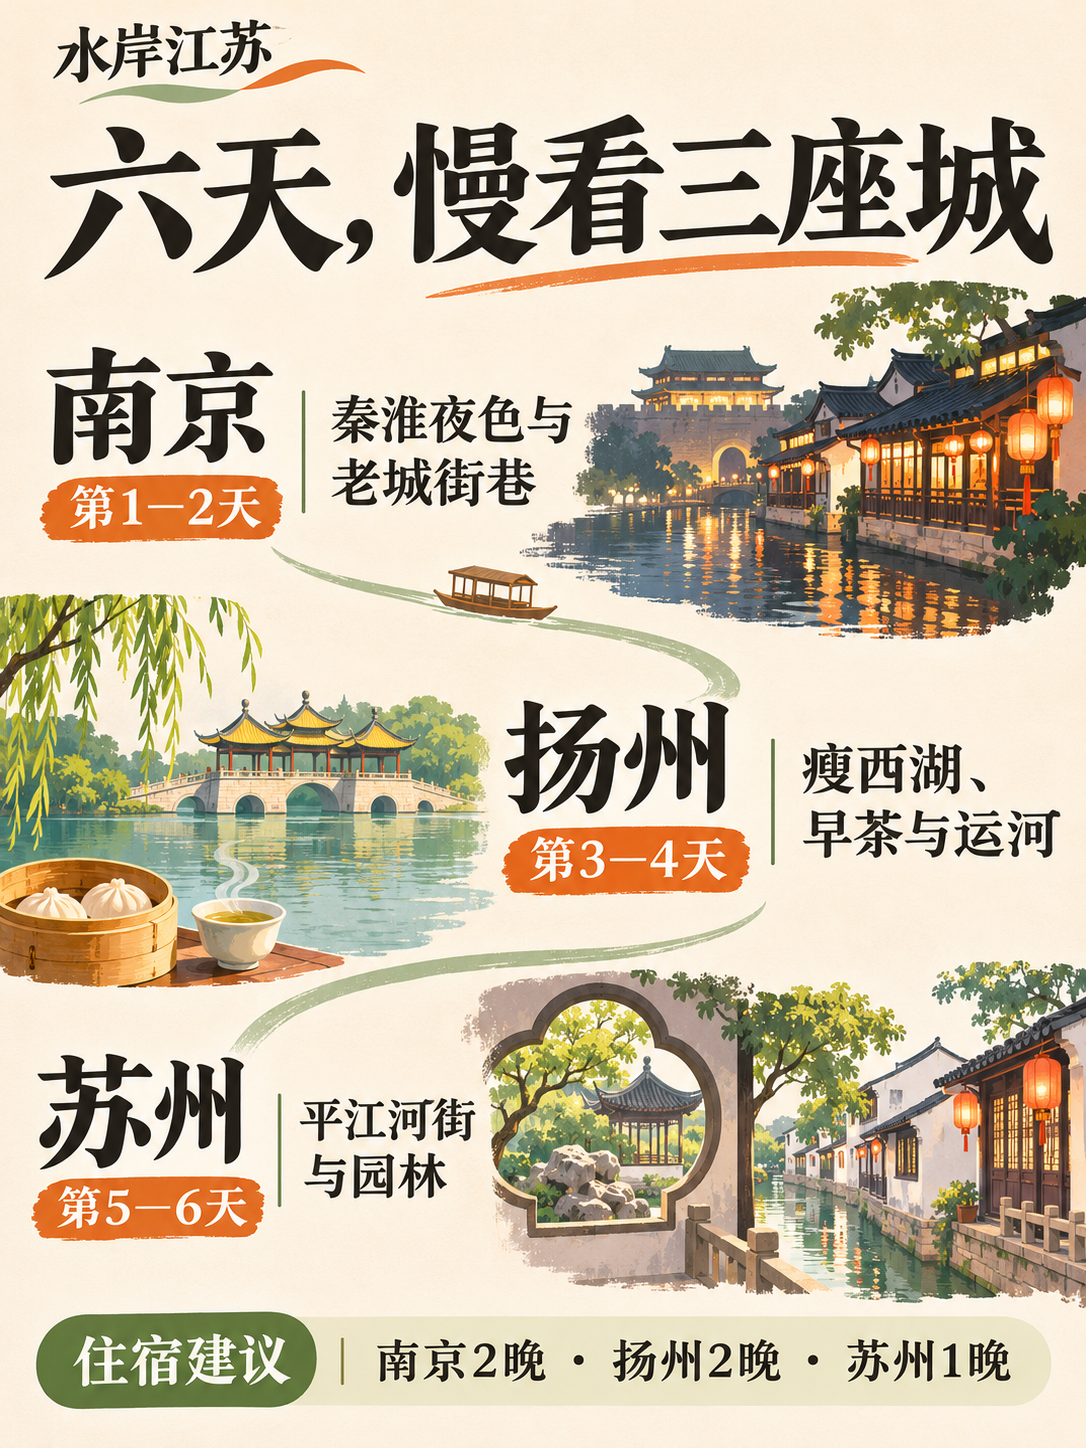 水岸江苏
六天，慢看三座城
南京
第1—2天
秦淮夜色与
老城街巷
扬州
第3—4天
瘦西湖、
早茶与运河
苏州
第5—6天
平江河街
与园林
住宿建议
南京2晚 · 扬州2晚 · 苏州1晚